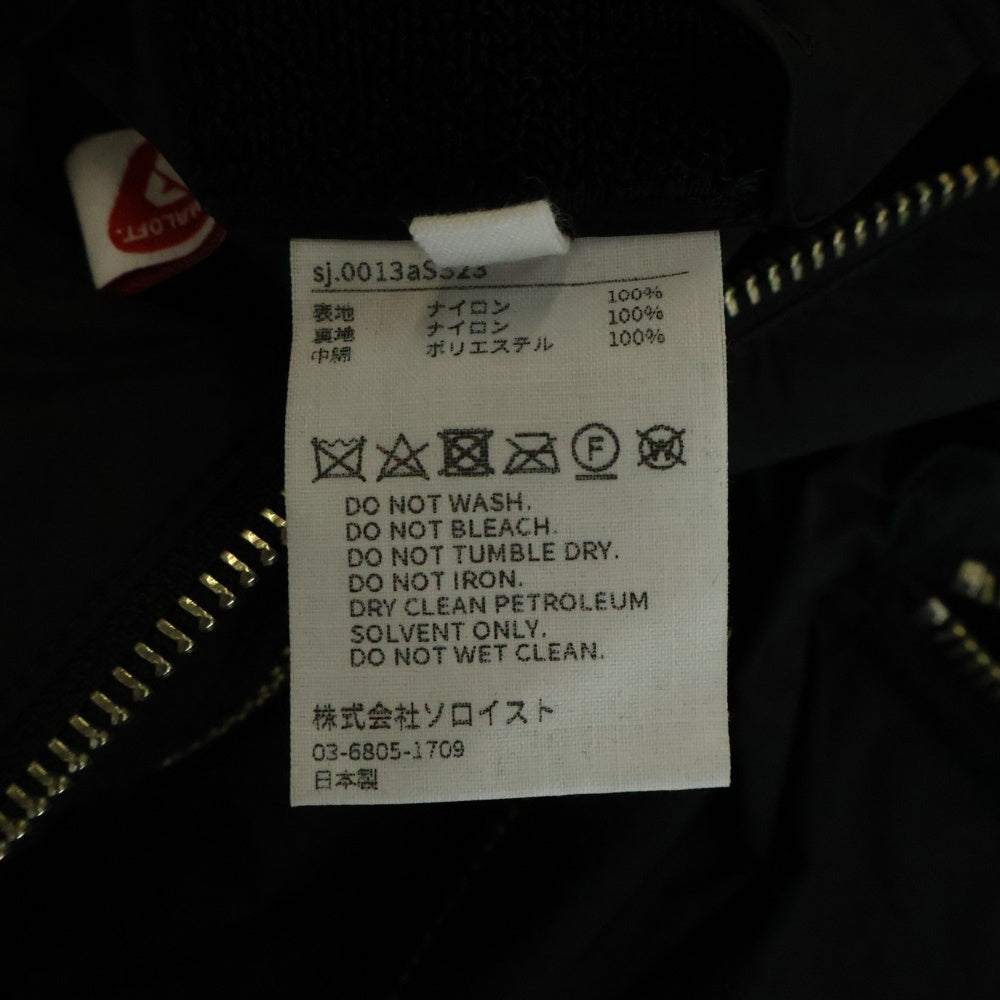 ALOFT.
sj.0013aSS23
表地 ナイロン 100%
裏地 ナイロン 100%
中綿 ポリエステル 100%
F
W
DO NOT WASH.
DO NOT BLEACH.
DO NOT TUMBLE DRY.
DO NOT IRON.
DRY CLEAN PETROLEUM
SOLVENT ONLY.
DO NOT WET CLEAN.
株式会社ソロイスト
03-6805-1709
日本製